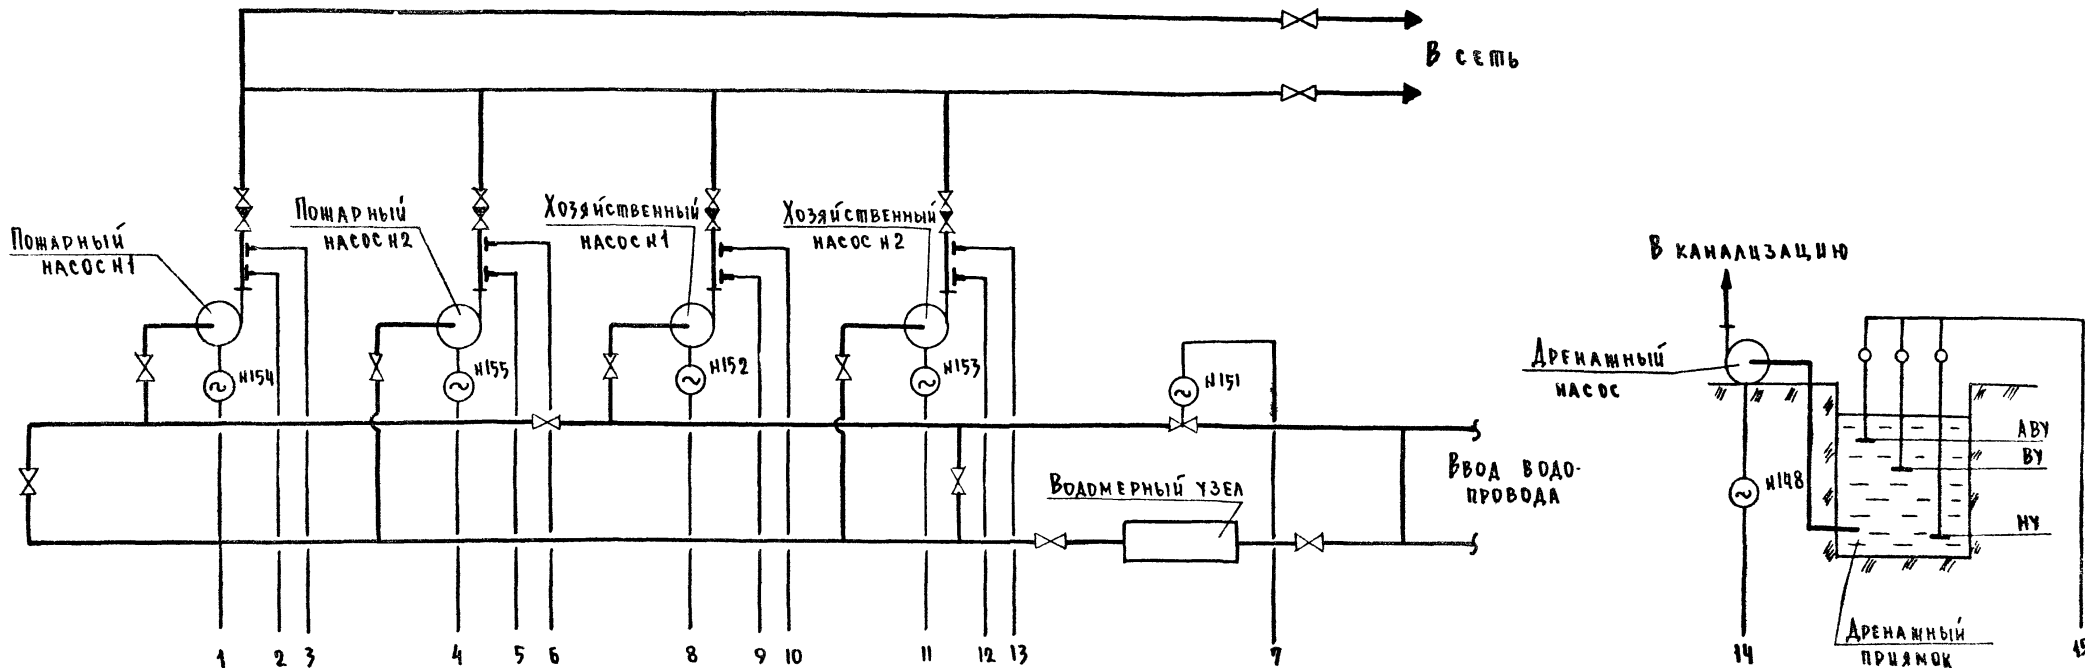 В сеть
Пожарный
насос н1
Пожарный
насос н2
Хозяйственный
насос н1
Хозяйственный
насос н2
н154
н155
н152
н153
н151
Ввод водо-
провода
Водомерный узел
1 2 3 4 5 6 8 9 10 11 12 13 7
В канализацию
Дренажный
насос
н148
АВУ
ВУ
НУ
Дренажный
приямок
14 15